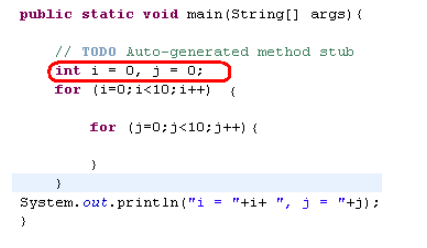 public static void main(String[] args){
// TODO Auto-generated method stub
int i = 0, j = 0;
for (i=0;i<10;i++) {
for (j=0;j<10;j++){
}
}
System.out.println("i = "+i+ ", j = "+j);
}